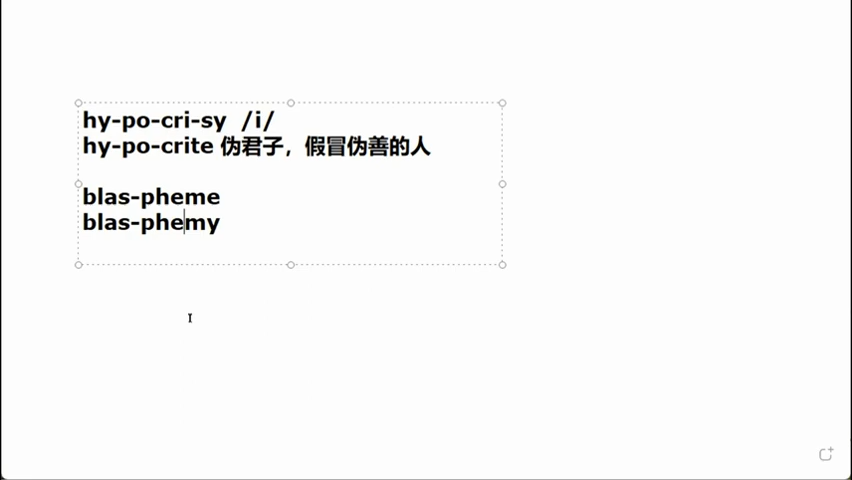 hy-po-cri-sy /i/
hy-po-crite 伪君子，假冒伪善的人
blas-pheme
blas-phemy